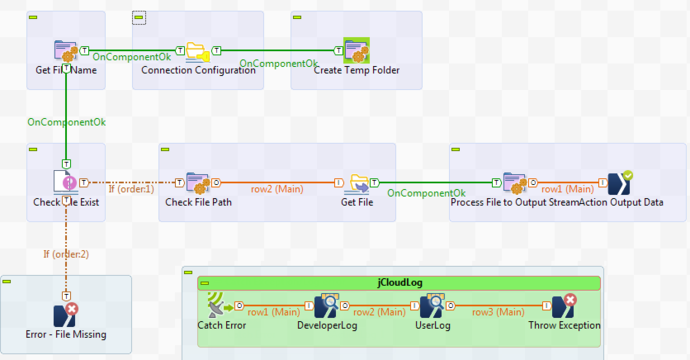 Get File Name
OnComponentOk
Connection Configuration
OnComponentOk
Create Temp Folder
OnComponentOk
Check File Exist
If (order:1)
Check File Path
row2 (Main)
Get File
OnComponentOk
Process File to Output Stream
row1 (Main)
Action Output Data
If (order:2)
Error - File Missing
jCloudLog
Catch Error
row1 (Main)
DeveloperLog
row2 (Main)
UserLog
row3 (Main)
Throw Exception